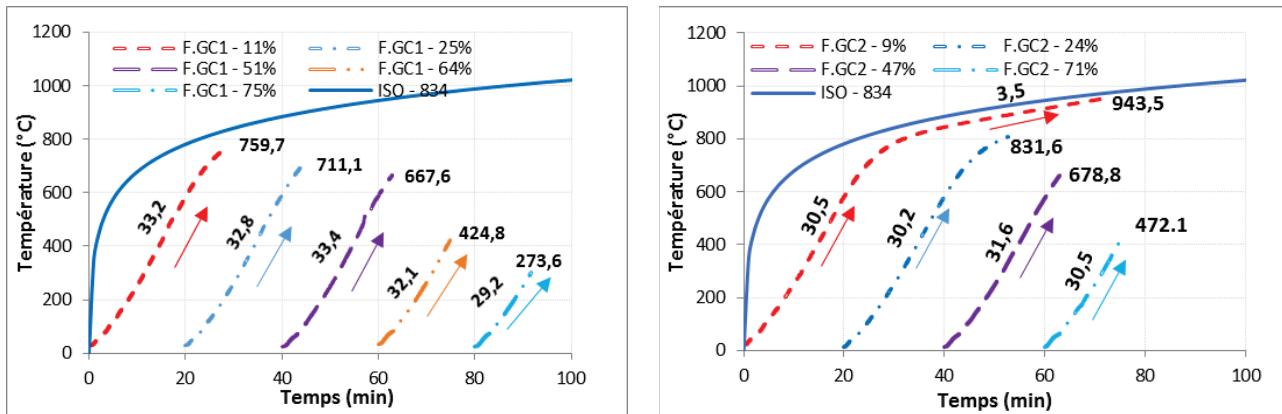 1200
1000
800
600
400
200
0
Température (°C)
F.GC1 - 11%
F.GC1 - 25%
F.GC1 - 51%
F.GC1 - 64%
F.GC1 - 75%
ISO - 834
759,7
711,1
667,6
424,8
273,6
33,2
32,8
33,4
32,1
29,2
0 20 40 60 80 100
Temps (min)
1200
1000
800
600
400
200
0
Température (°C)
F.GC2 - 9%
F.GC2 - 24%
F.GC2 - 47%
F.GC2 - 71%
ISO - 834
3,5
943,5
831,6
678,8
472.1
30,5
30,2
31,6
30,5
0 20 40 60 80 100
Temps (min)